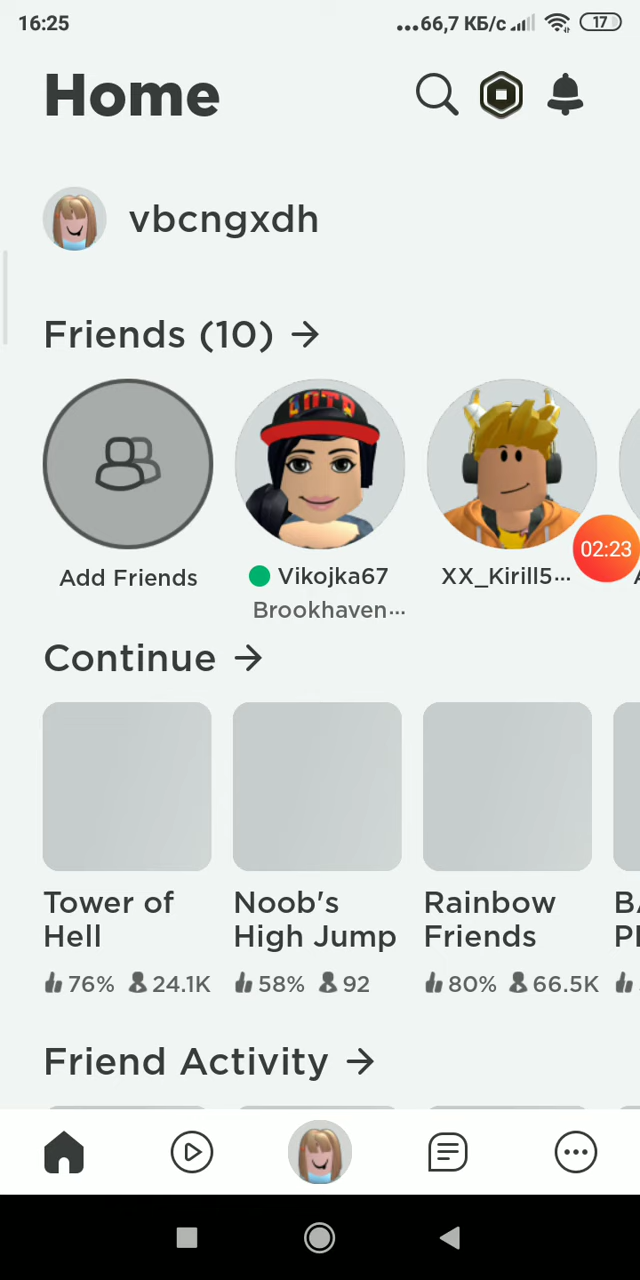 16:25
...66,7 КБ/с
17
Home
vbcngxdh
Friends (10) →
Add Friends
Vikojka67
XX_Kirill5...
Brookhaven...
02:23
Continue →
Tower of Hell
Noob's High Jump
Rainbow Friends
76% 24.1K
58% 92
80% 66.5K
Friend Activity →